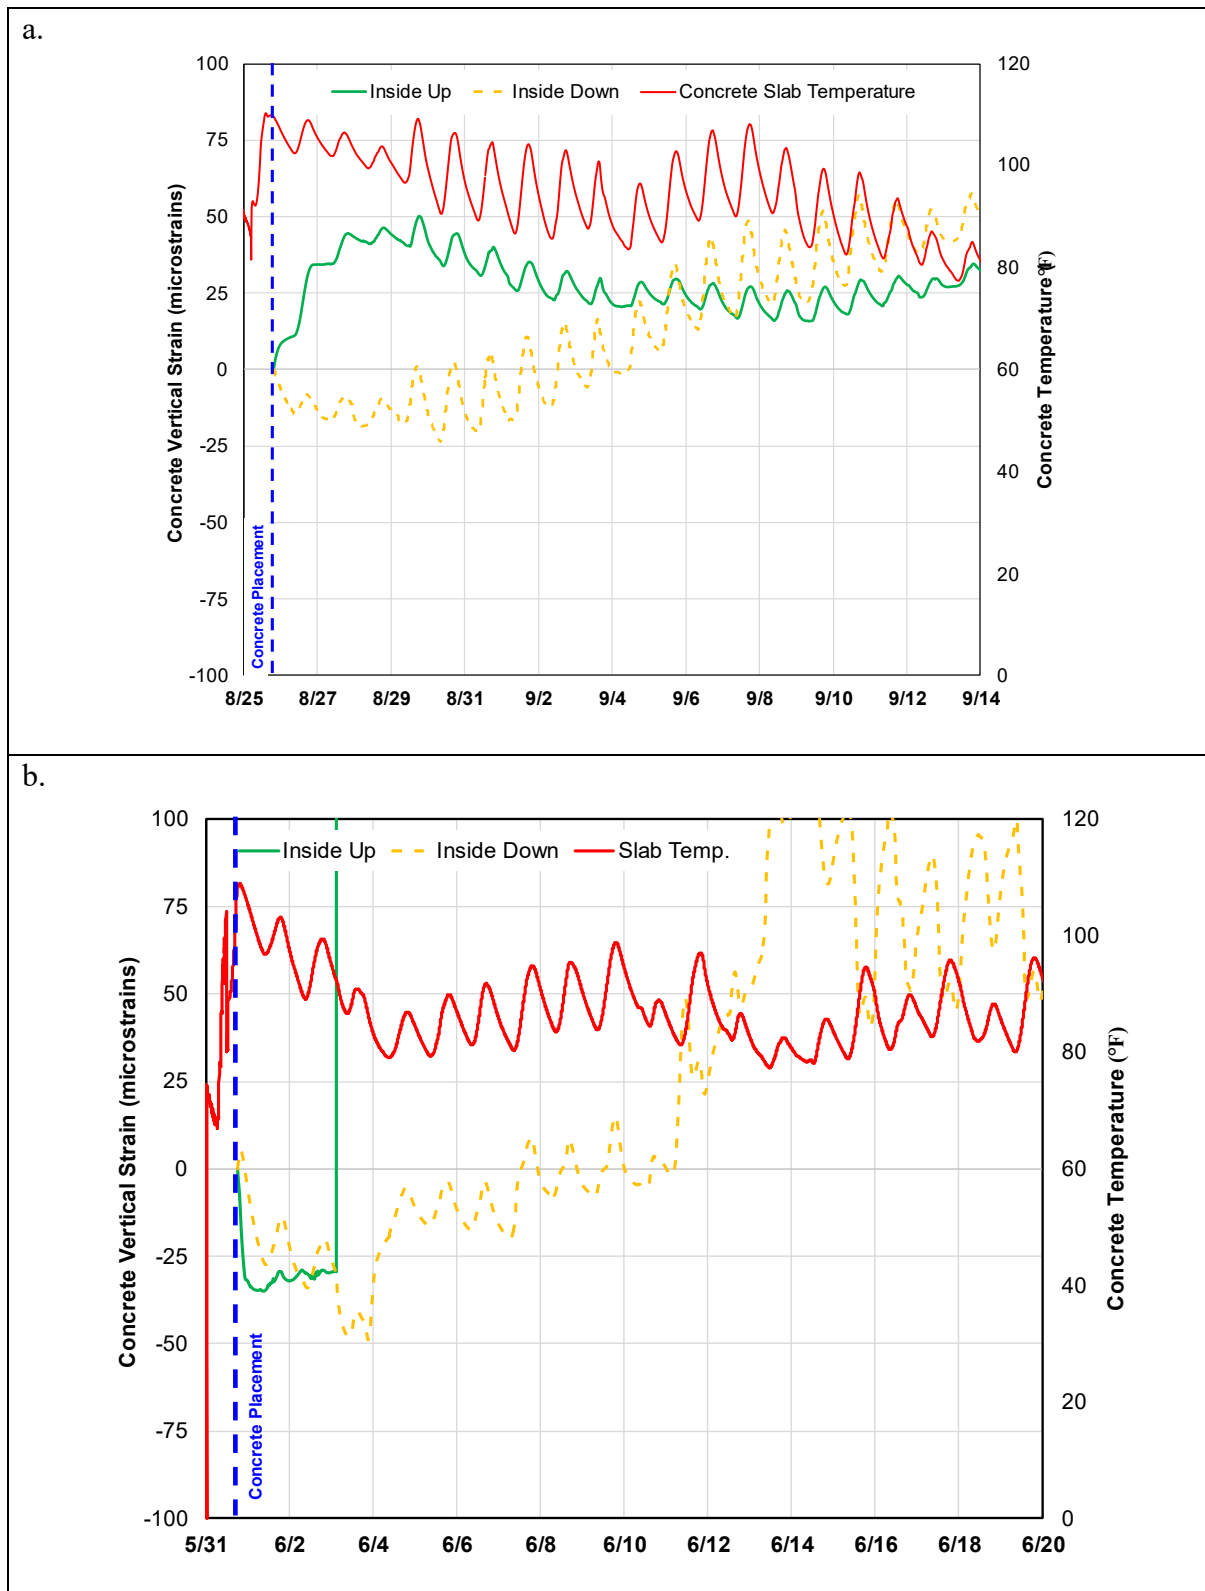 a.
Inside Up
Inside Down
Concrete Slab Temperature
100
75
50
25
0
-25
-50
-75
-100
120
100
80
60
40
20
0
Concrete Vertical Strain (microstrains)
Concrete Temperature (°F)
Concrete Placement
8/25 8/27 8/29 8/31 9/2 9/4 9/6 9/8 9/10 9/12 9/14
b.
Inside Up
Inside Down
Slab Temp.
100
75
50
25
0
-25
-50
-75
-100
120
100
80
60
40
20
0
Concrete Vertical Strain (microstrains)
Concrete Temperature (°F)
Concrete Placement
5/31 6/2 6/4 6/6 6/8 6/10 6/12 6/14 6/16 6/18 6/20